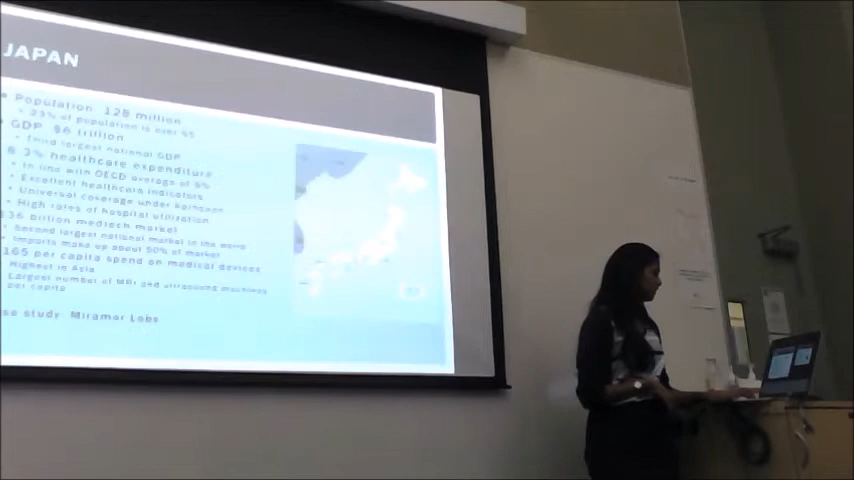 JAPAN
Population 128 million
23% of population is over 65
GDP $6 trillion
Third largest national GDP
8.3% healthcare expenditure
In line with OECD average of 9%
Excellent healthcare indicators
Universal coverage under
High rates of hospital utilisation
billion medtech market
Second largest national market in the world
Imports make up about 50% of market
165 per capita spend on medical devices
Highest in Asia
Largest number of MRI and ultrasound machines
per capita
se study Miramar Labs